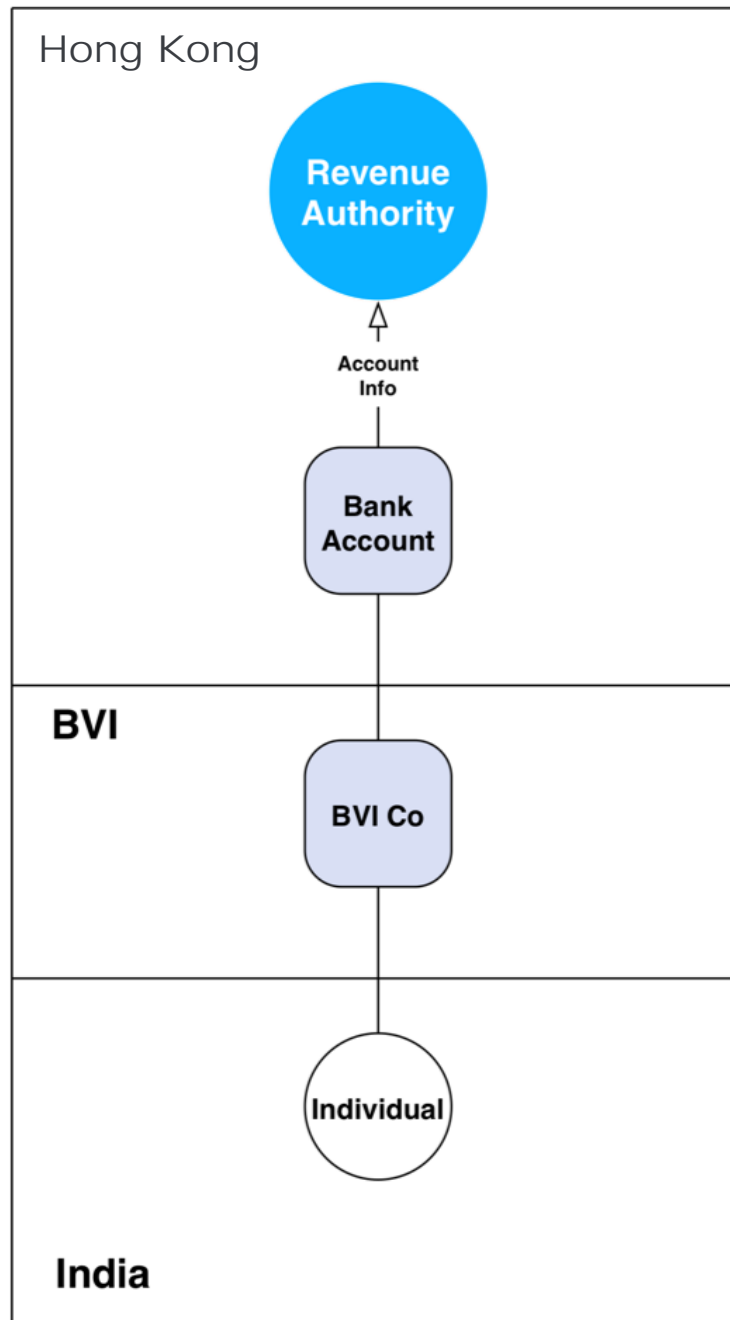 Hong Kong
Revenue
Authority
Account
Info
Bank
Account
BVI
BVI Co
Individual
India